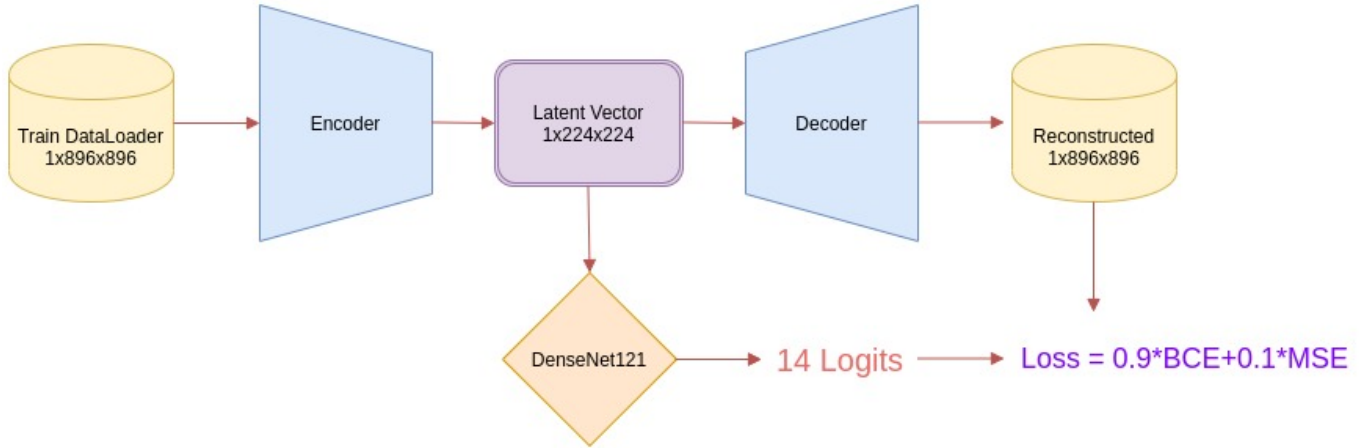 Train DataLoader
1x896x896
Encoder
Latent Vector
1x224x224
Decoder
Reconstructed
1x896x896
DenseNet121
14 Logits
Loss = 0.9*BCE+0.1*MSE